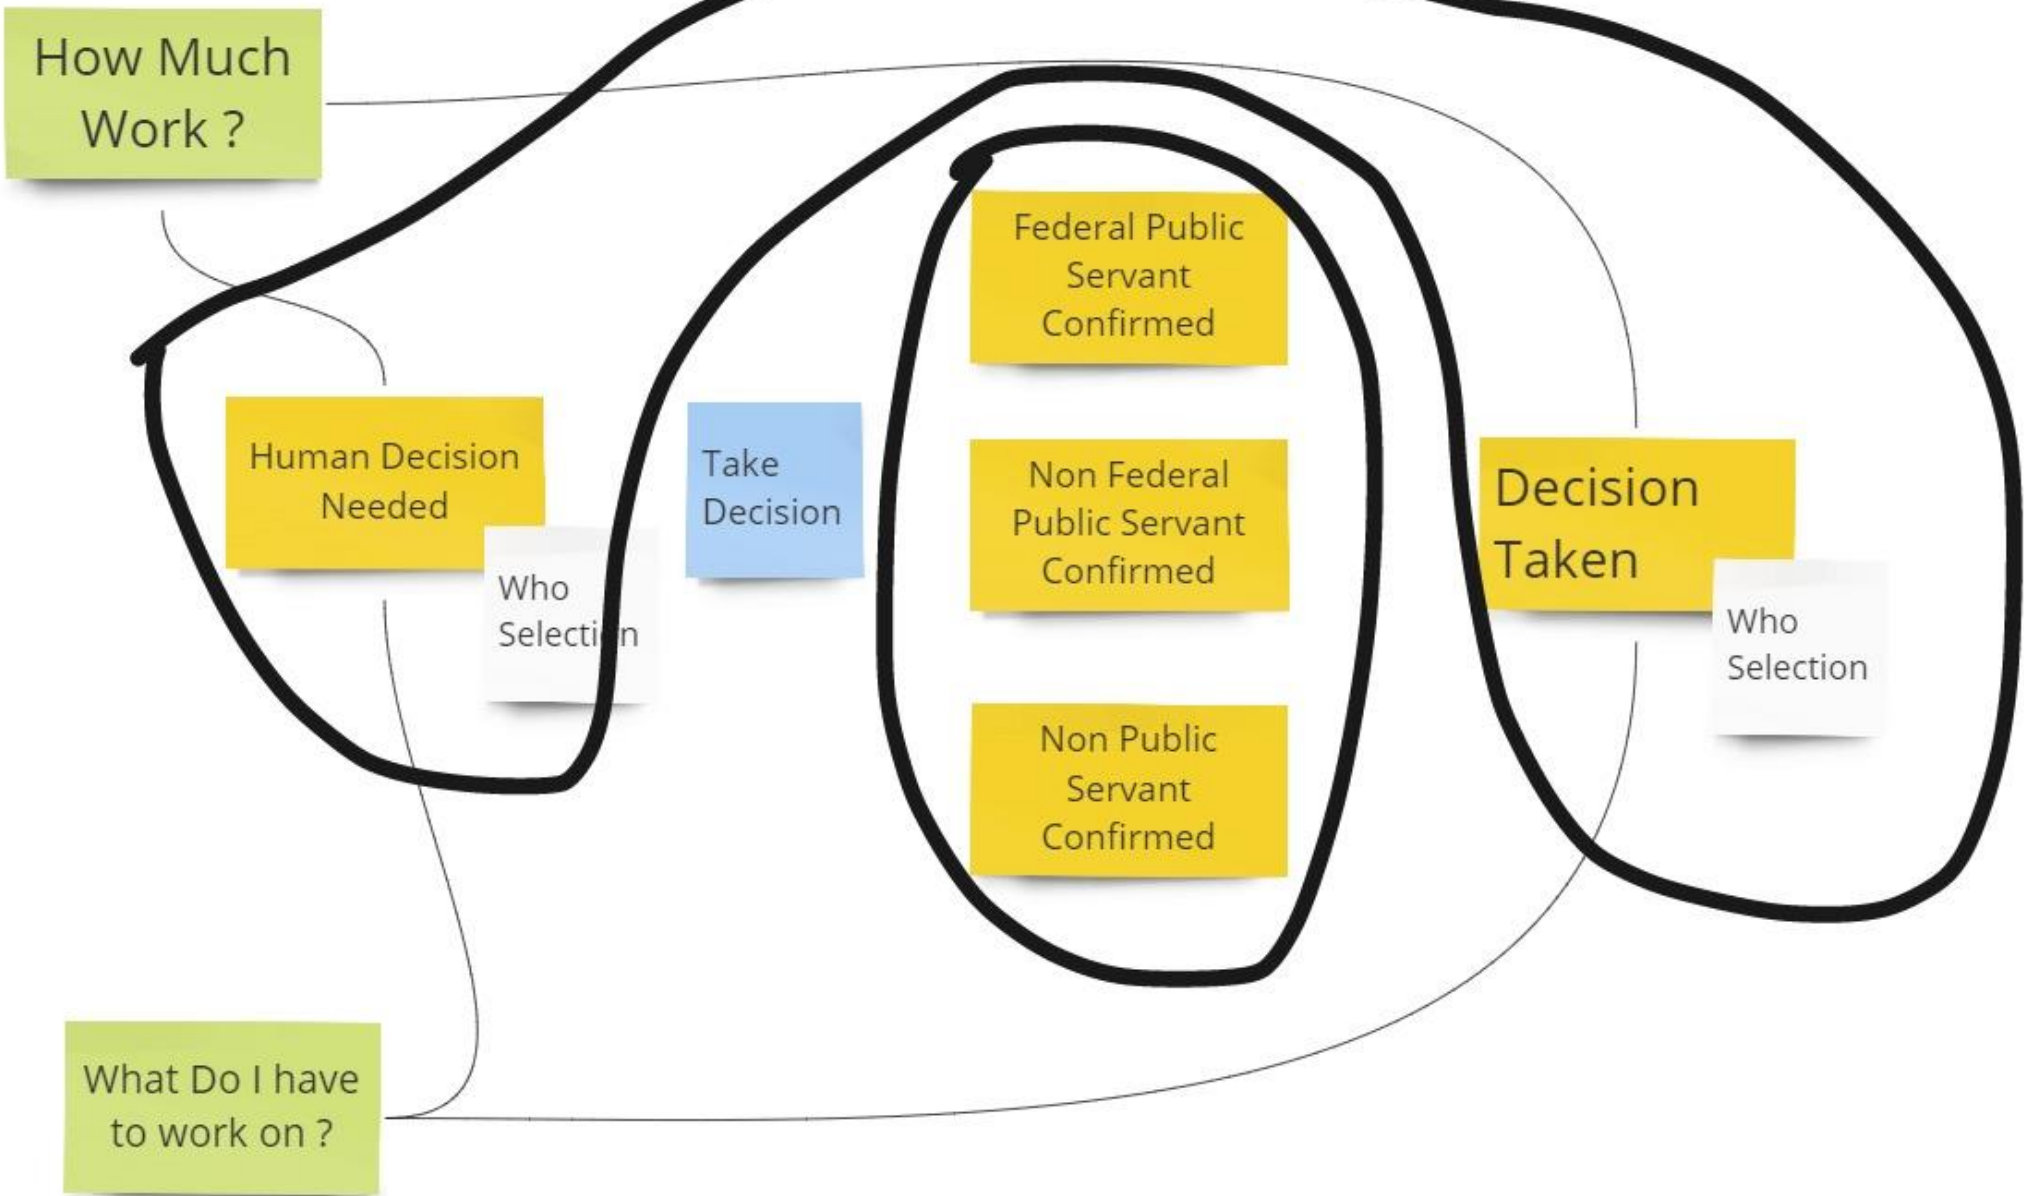 How Much
Work ?
Human Decision
Needed
Who
Selection
Take
Decision
Federal Public
Servant
Confirmed
Non Federal
Public Servant
Confirmed
Non Public
Servant
Confirmed
Decision
Taken
Who
Selection
What Do I have
to work on ?